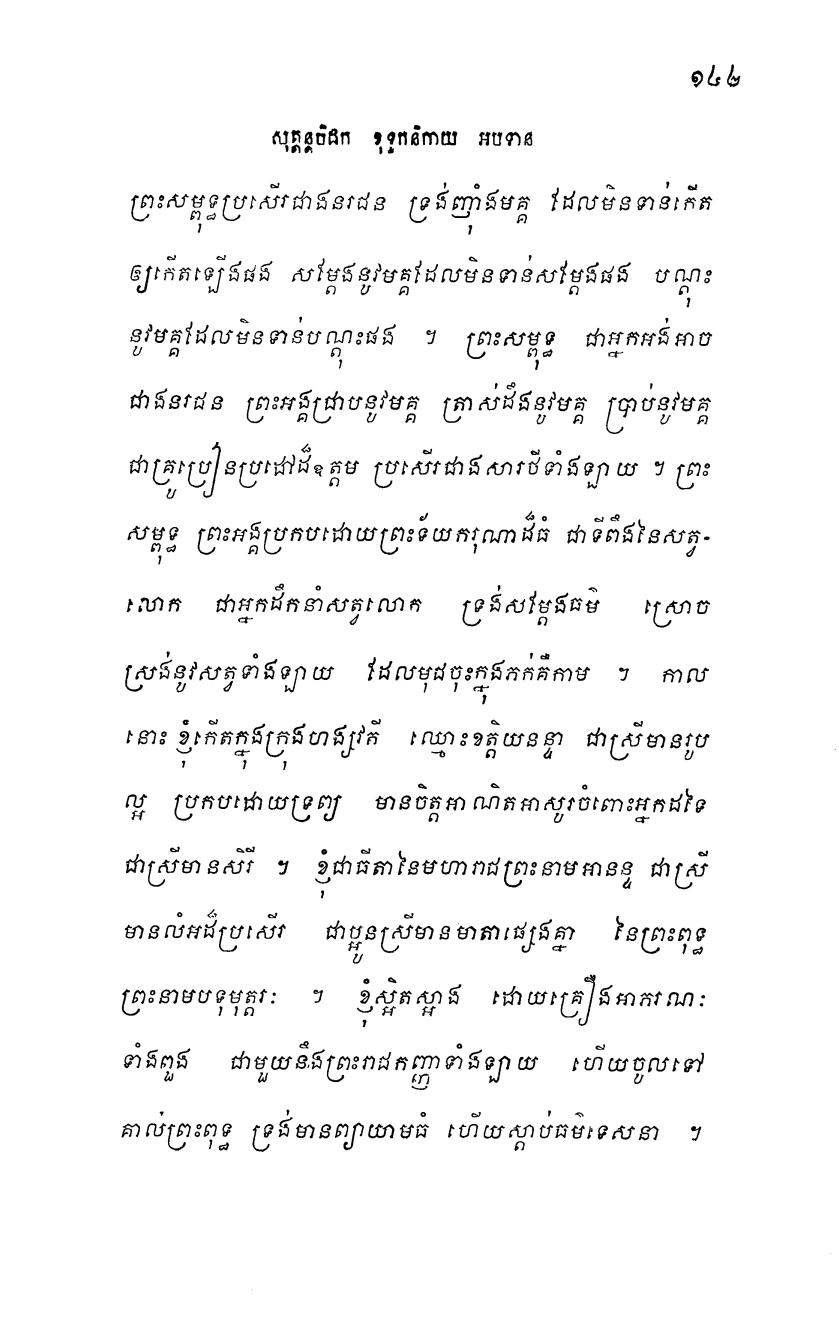 ១៤២
សុត្តន្តបិដក ខុទ្ទកនិកាយ អបទាន
ព្រះសម្ពុទ្ធប្រសើរជាងនរជន ទ្រង់ញុំាងមគ្គ ដែលមិនទាន់កើត
ឲ្យកើតឡើងផង សម្តែងនូវមគ្គដែលមិនទាន់សម្តែងផង បណ្តុះ
នូវមគ្គដែលមិនទាន់បណ្តុះផង ។ ព្រះសម្ពុទ្ធ ជាអ្នកអង់អាច
ជាងនរជន ព្រះអង្គជ្រាបនូវមគ្គ ត្រាស់ដឹងនូវមគ្គ ប្រាប់នូវមគ្គ
ជាគ្រូប្រៀនប្រដៅដ៏ឧត្តម ប្រសើរជាងសារថីទាំងឡាយ ។ ព្រះ
សម្ពុទ្ធ ព្រះអង្គប្រកបដោយព្រះទ័យករុណាដ៏ធំ ជាទីពឹងនៃសត្វ-
លោក ជាអ្នកដឹកនាំសត្វលោក ទ្រង់សម្តែងធម៌ ស្រោច
ស្រង់នូវសត្វទាំងឡាយ ដែលមុជចុះក្នុងភក់គឺកាម ។ កាល
នោះ ខ្ញុំកើតក្នុងក្រុងហង្សវតី ឈ្មោះខត្តិយនន្ទា ជាស្រីមានរូប
ល្អ ប្រកបដោយទ្រព្យ មានចិត្តអាណិតអាសូរចំពោះអ្នកដទៃ
ជាស្រីមានសិរី ។ ខ្ញុំជាធីតានៃមហារាជព្រះនាមអានន្ទ ជាស្រី
មានលំអដ៏ប្រសើរ ជាប្អូនស្រីមានមាតាផ្សេងគ្នា នៃព្រះពុទ្ធ
ព្រះនាមបទុមុត្តរៈ ។ ខ្ញុំស្អិតស្អាង ដោយគ្រឿងអាភរណៈ
ទាំងពួង ជាមួយនឹងព្រះរាជកញ្ញាទាំងឡាយ ហើយចូលទៅ
គាល់ព្រះពុទ្ធ ទ្រង់មានព្យាយាមធំ ហើយស្តាប់ធម៌ទេសនា ។